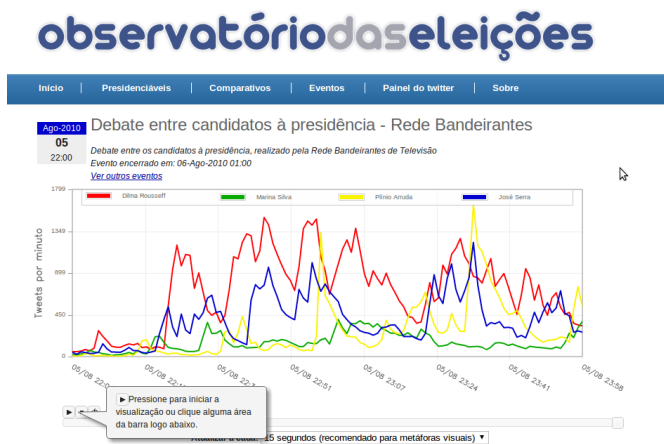 observatóriodaseleições
Início Presidenciáveis Comparativos Eventos Painel do twitter Sobre
Ago-2010
05
22:00
Debate entre candidatos à presidência - Rede Bandeirantes
Debate entre os candidatos à presidência, realizado pela Rede Bandeirantes de Televisão
Evento encerrado em: 06-Ago-2010 01:00
Ver outros eventos
Dilma Rousseff Marina Silva Plínio Arruda José Serra
Tweets por minuto
1799
1349
899
450
0
05/08 22:51 05/08 23:07 05/08 23:24 05/08 23:41 05/08 23:58
Pressione para iniciar a
visualização ou clique alguma área
da barra logo abaixo.
Atualizar a cada: 15 segundos (recomendado para metáforas visuais)